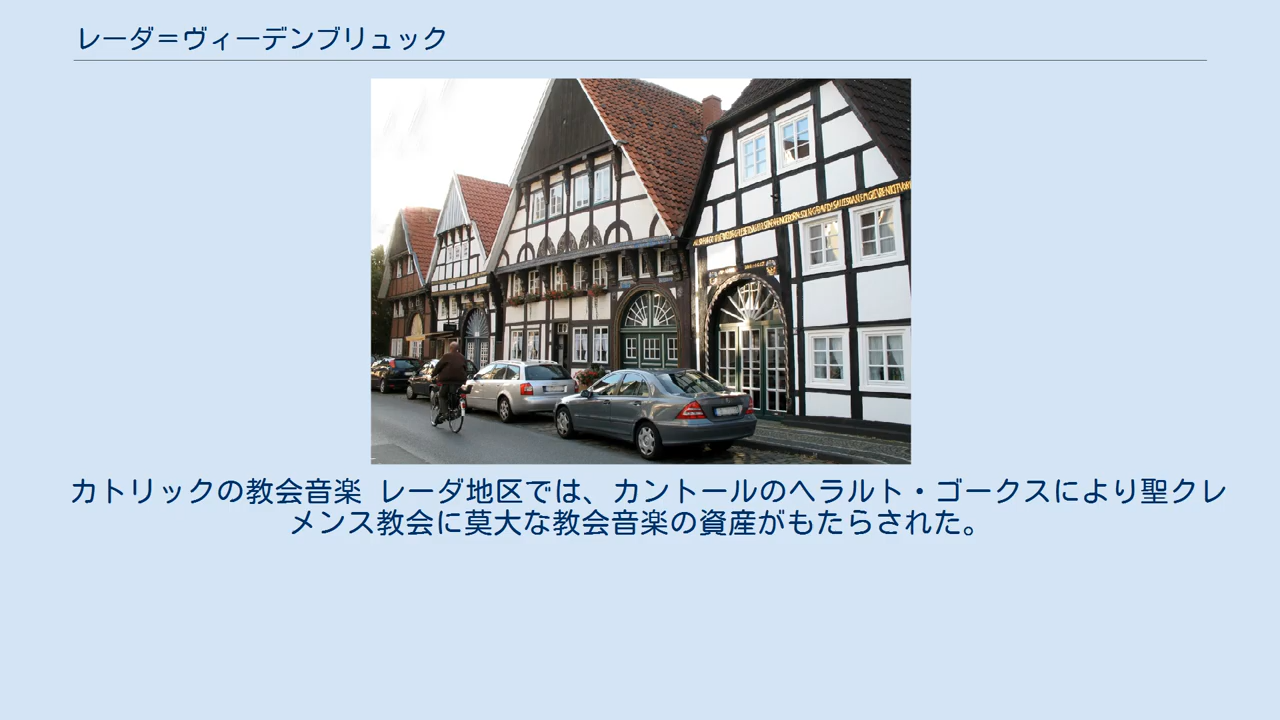 レーダ＝ヴィーデンブリュック
カトリックの教会音楽 レーダ地区では、カントールのヘラルト・ゴークスにより聖クレ
メンス教会に莫大な教会音楽の資産がもたらされた。